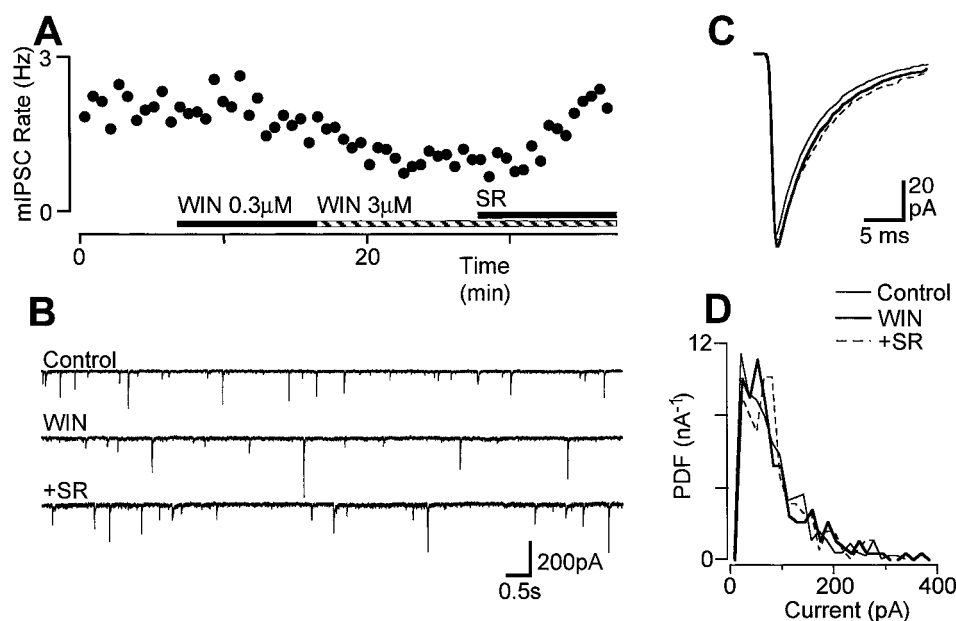 A
3
mIPSC Rate (Hz)
0
WIN 0.3μM
WIN 3μM
SR
0
20
Time
(min)
B
Control
WIN
+SR
200pA
0.5s
C
20
pA
5 ms
Control
WIN
+SR
D
12
PDF (nA⁻¹)
0
0
200
400
Current (pA)